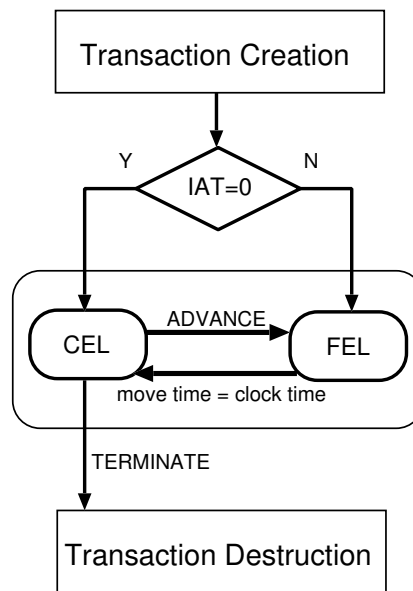 Transaction Creation
Y
N
IAT=0
ADVANCE
CEL
FEL
move time = clock time
TERMINATE
Transaction Destruction